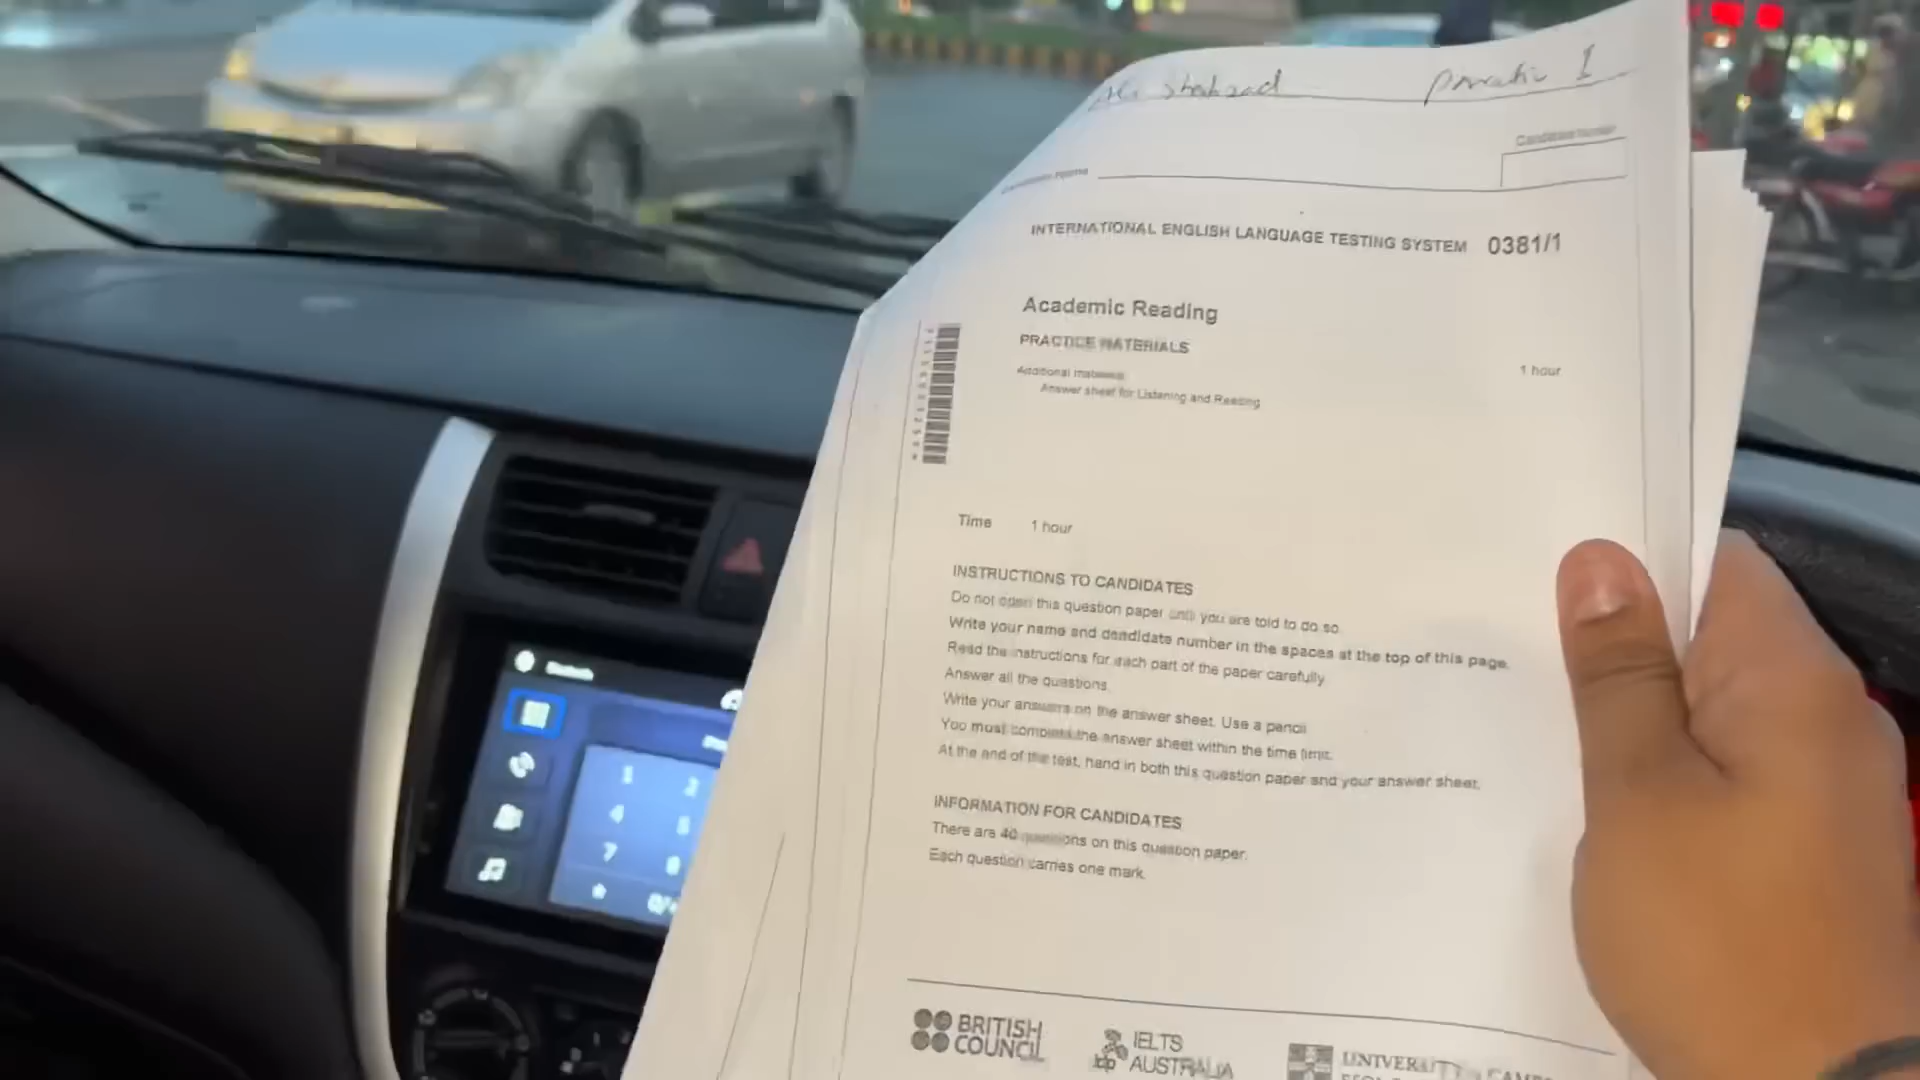 Shahzad
Candidate Number
Candidate Name
INTERNATIONAL ENGLISH LANGUAGE TESTING SYSTEM 0381/1
Academic Reading
PRACTICE MATERIALS
1 hour
Additional materials:
Answer sheet for Listening and Reading
Time 1 hour
INSTRUCTIONS TO CANDIDATES
Do not open this question paper until you are told to do so.
Write your name and candidate number in the spaces at the top of this page.
Read the instructions for each part of the paper carefully.
Answer all the questions.
Write your answers on the answer sheet. Use a pencil.
You must complete the answer sheet within the time limit.
At the end of the test, hand in both this question paper and your answer sheet.
INFORMATION FOR CANDIDATES
There are 40 questions on this question paper.
Each question carries one mark.
BRITISH
COUNCIL
idp
IELTS
AUSTRALIA
Bluetooth
1
2
4
5
7
8
*
0/+